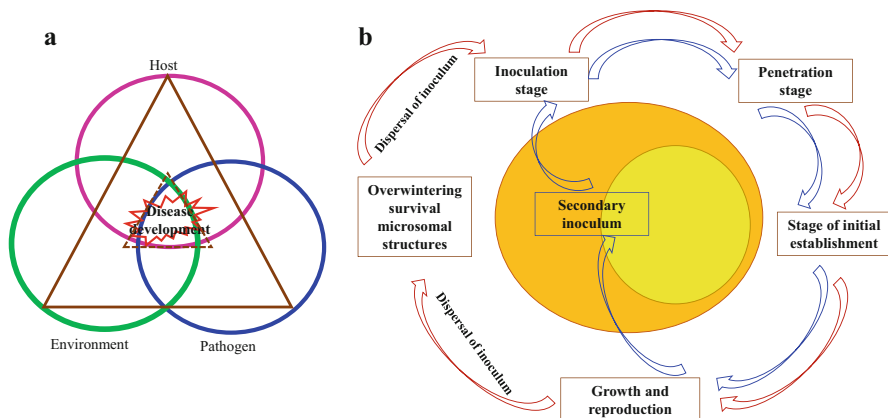 a
Host
Disease
development
Environment
Pathogen
b
Inoculation
stage
Penetration
stage
Dispersal of inoculum
Overwintering
survival
microsomal
structures
Secondary
inoculum
Stage of initial
establishment
Dispersal of inoculum
Growth and
reproduction